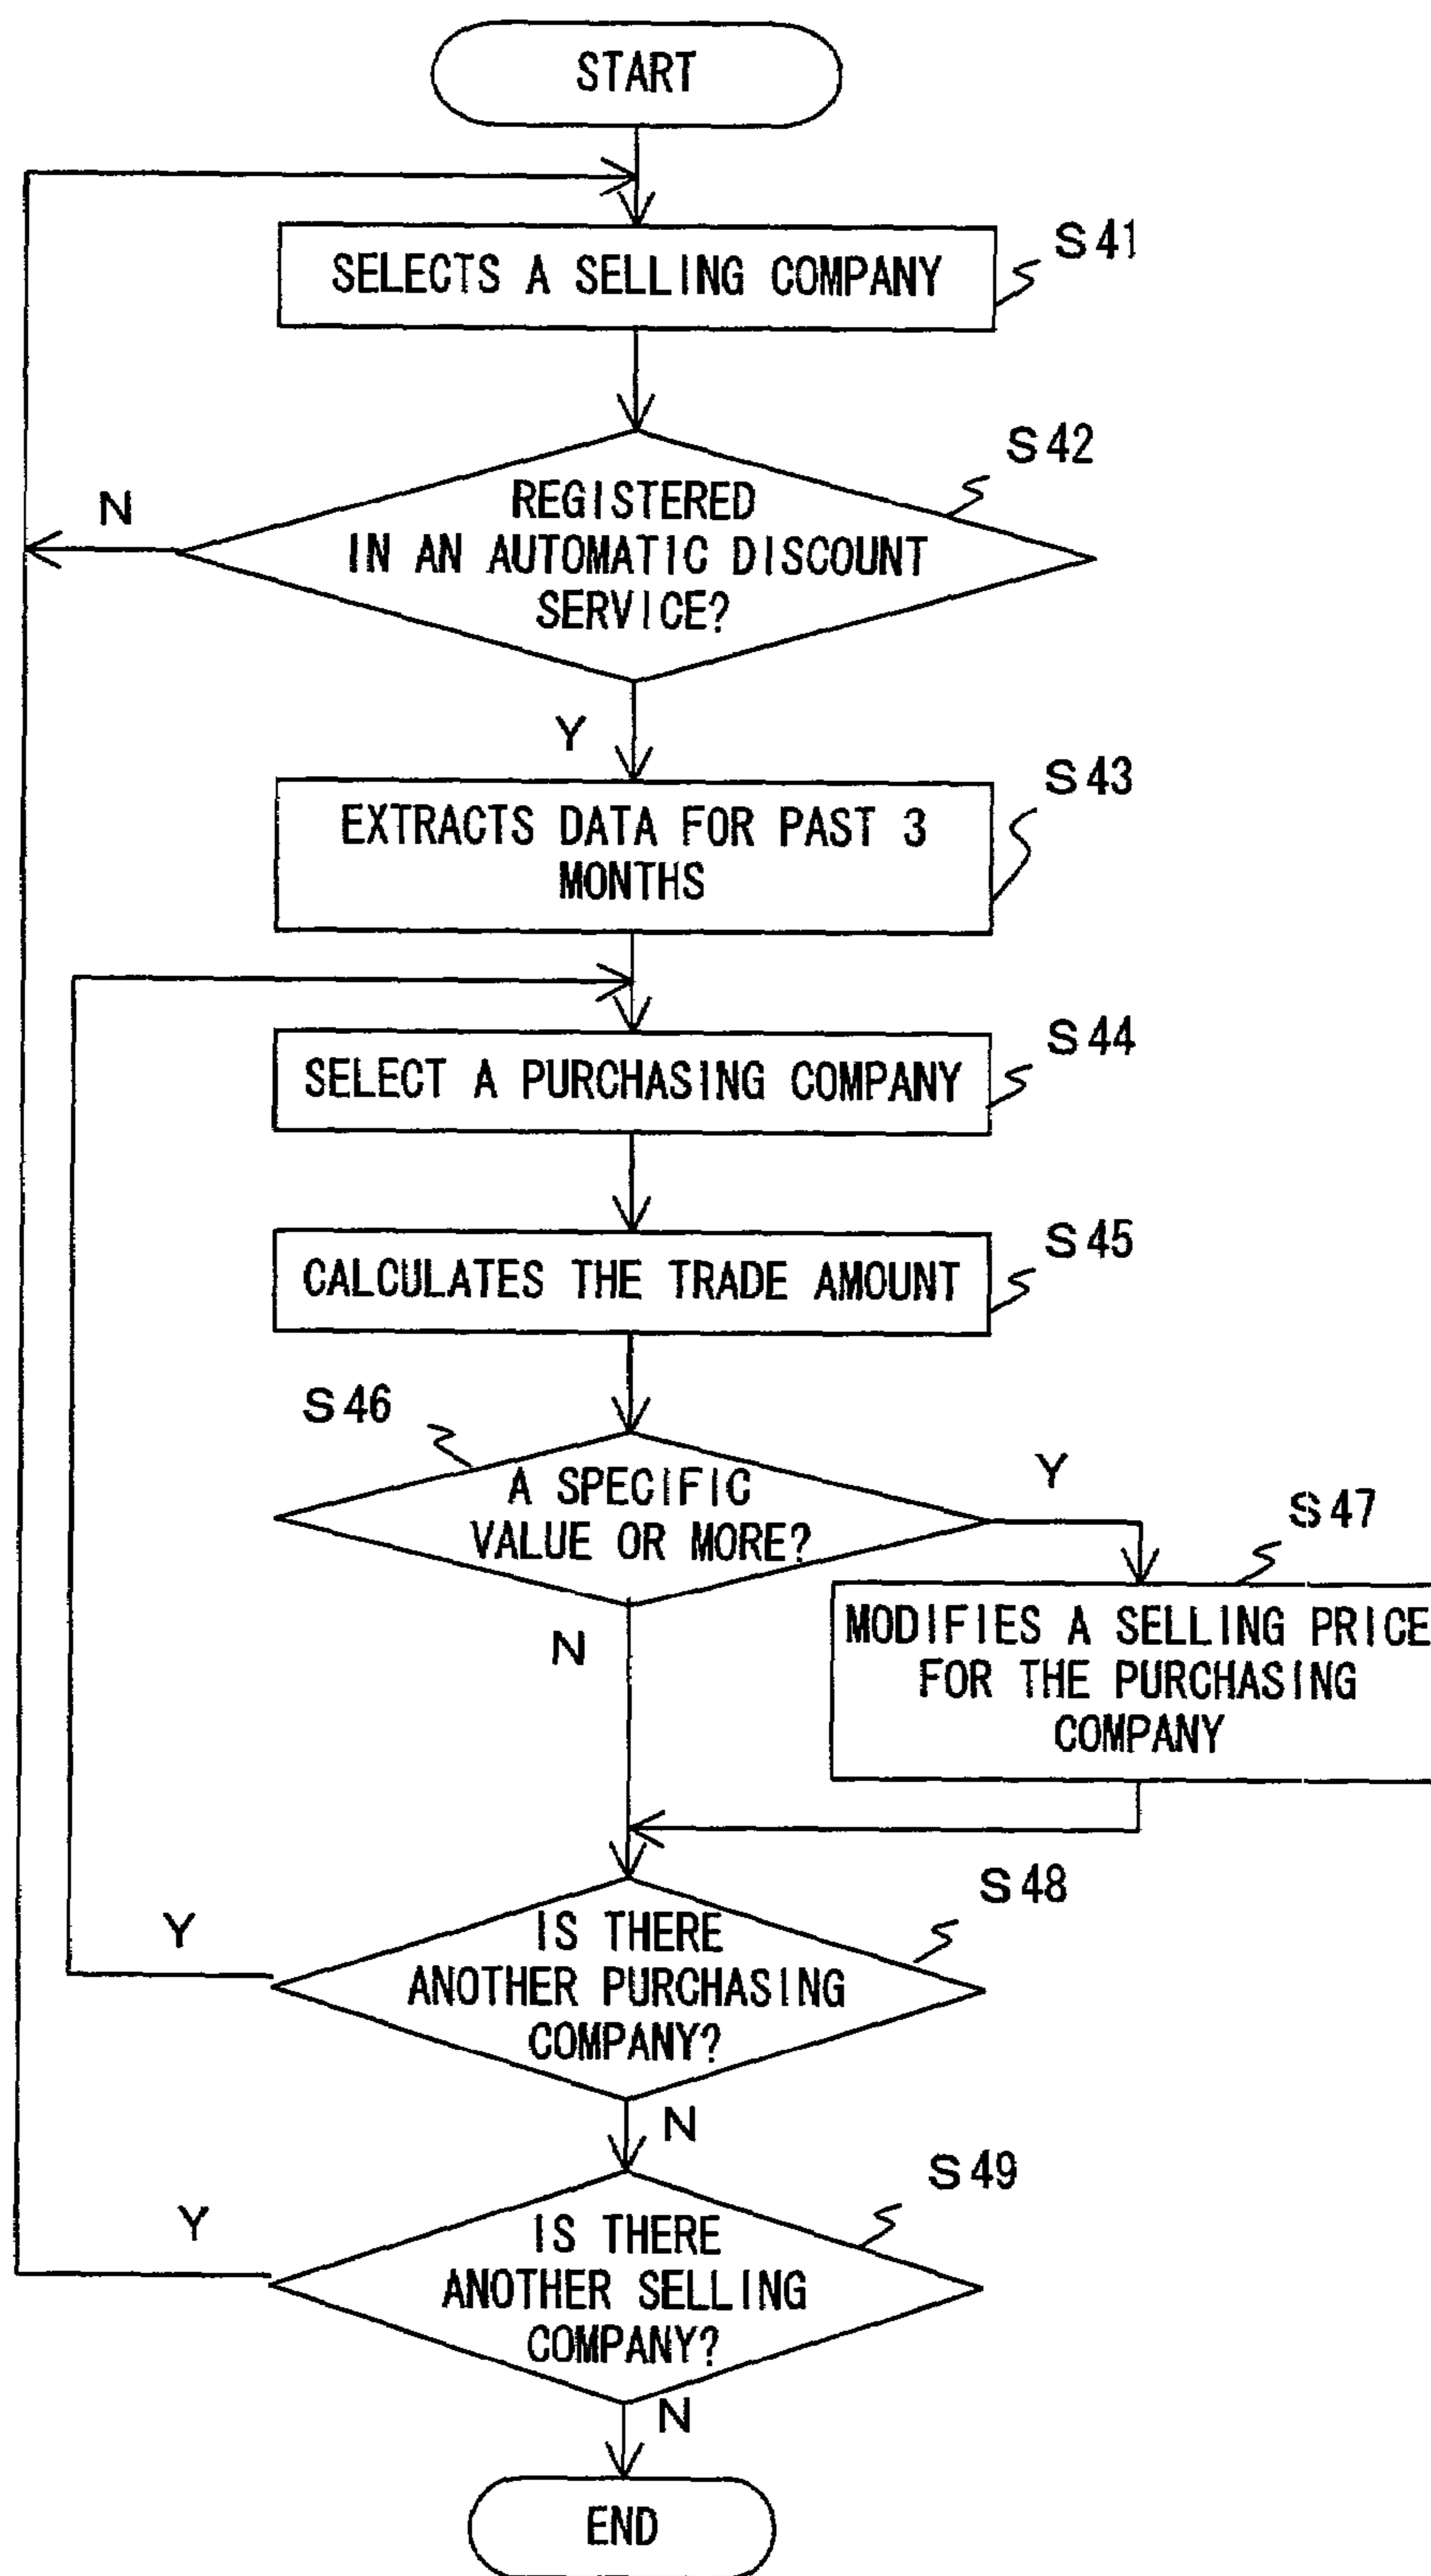 START
SELECTS A SELLING COMPANY
S41
S42
N
REGISTERED
IN AN AUTOMATIC DISCOUNT
SERVICE?
Y
S43
EXTRACTS DATA FOR PAST 3
MONTHS
S44
SELECT A PURCHASING COMPANY
S45
CALCULATES THE TRADE AMOUNT
S46
A SPECIFIC
VALUE OR MORE?
Y
S47
MODIFIES A SELLING PRICE
FOR THE PURCHASING
COMPANY
N
S48
Y
IS THERE
ANOTHER PURCHASING
COMPANY?
N
S49
Y
IS THERE
ANOTHER SELLING
COMPANY?
N
END